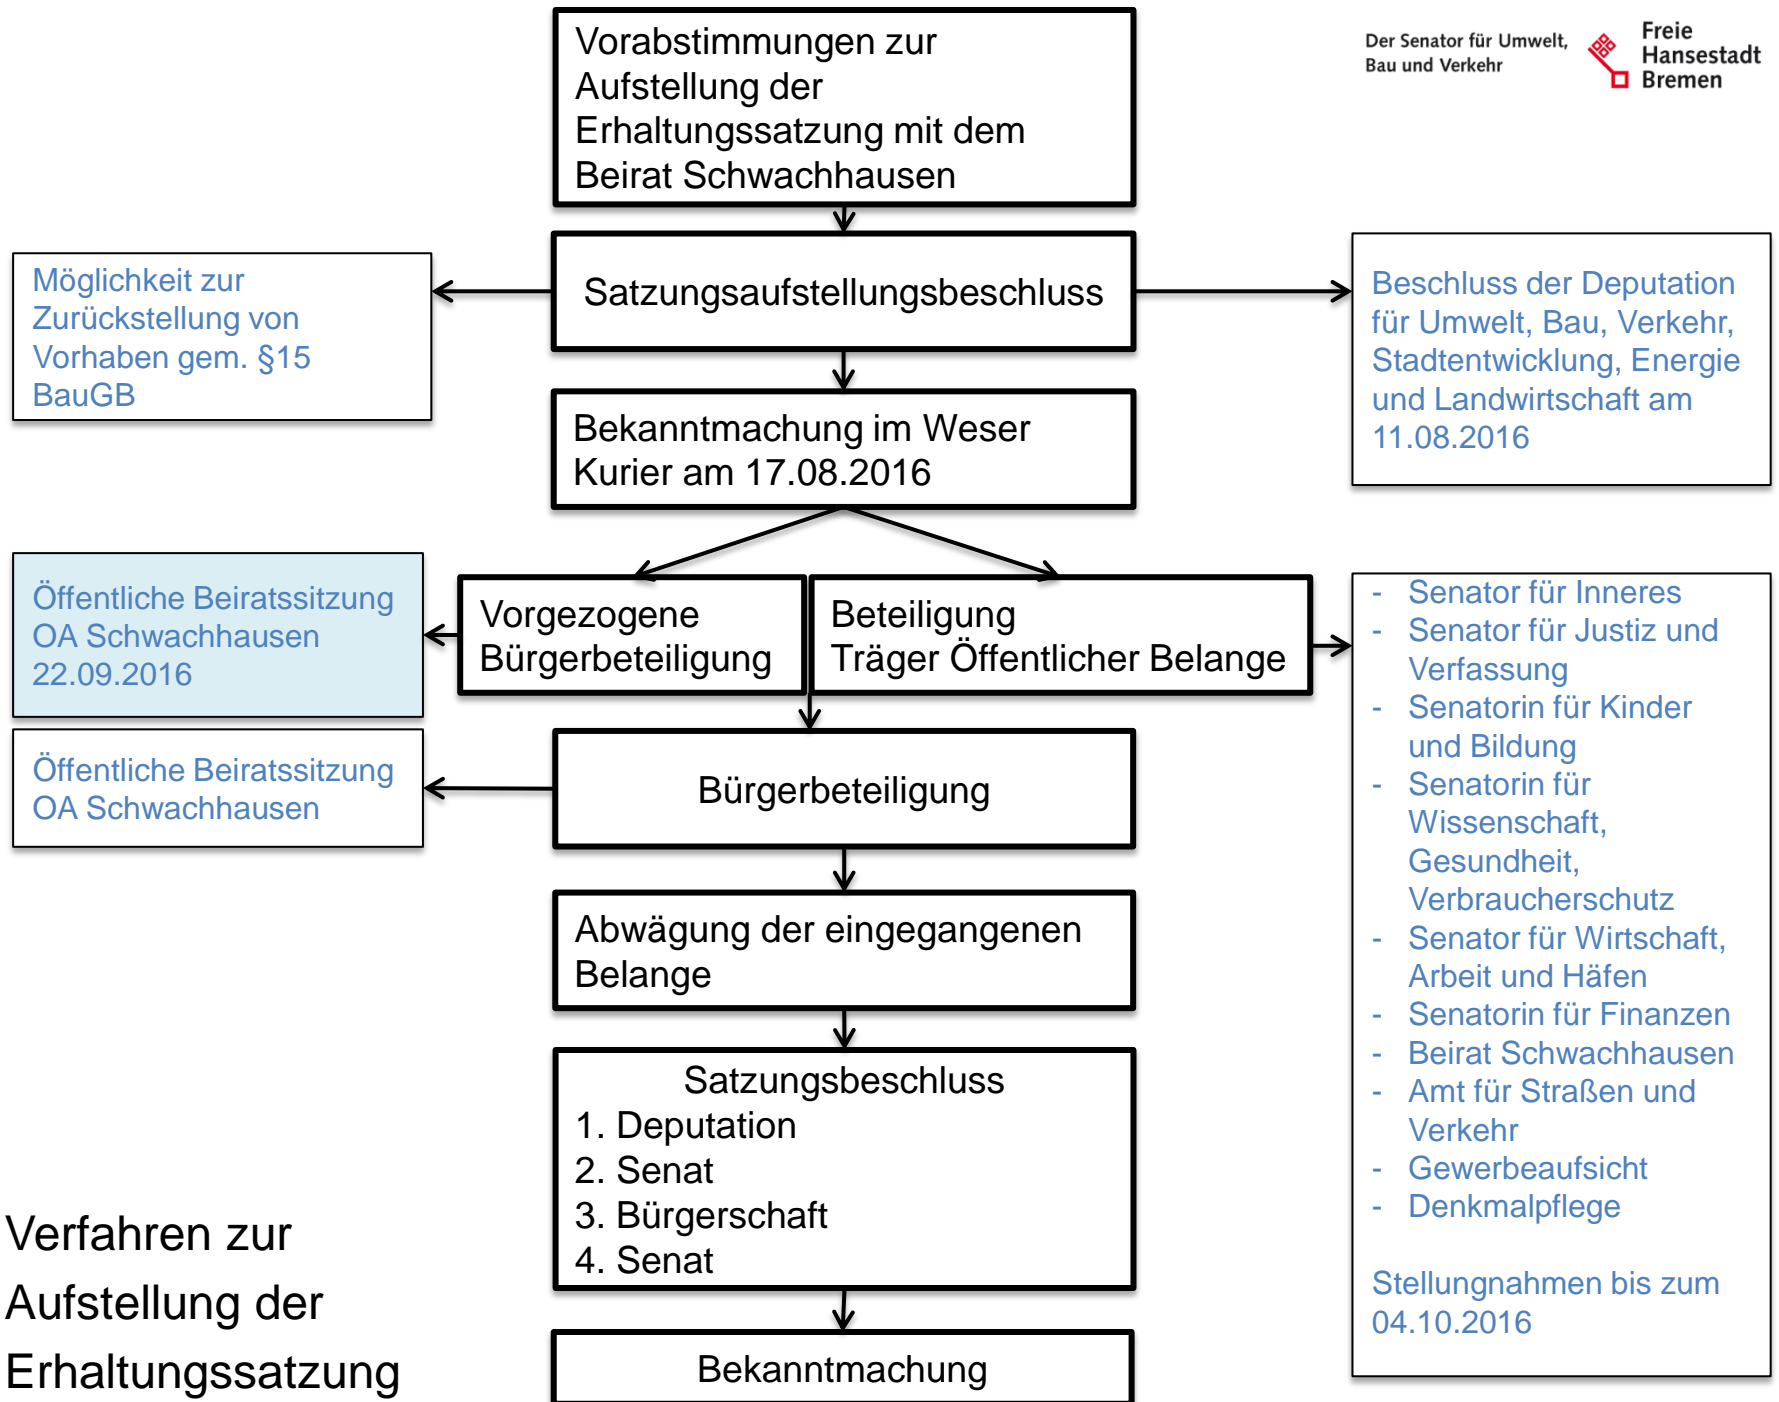 Vorabstimmungen zur
Aufstellung der
Erhaltungssatzung mit dem
Beirat Schwachhausen
Der Senator für Umwelt,
Bau und Verkehr
Freie
Hansestadt
Bremen
Möglichkeit zur
Zurückstellung von
Vorhaben gem. §15
BauGB
Satzungsaufstellungsbeschluss
Beschluss der Deputation
für Umwelt, Bau, Verkehr,
Stadtentwicklung, Energie
und Landwirtschaft am
11.08.2016
Bekanntmachung im Weser
Kurier am 17.08.2016
Öffentliche Beiratssitzung
OA Schwachhausen
22.09.2016
Vorgezogene
Bürgerbeteiligung
Beteiligung
Träger Öffentlicher Belange
- Senator für Inneres
- Senator für Justiz und
Verfassung
- Senatorin für Kinder
und Bildung
- Senatorin für
Wissenschaft,
Gesundheit,
Verbraucherschutz
- Senator für Wirtschaft,
Arbeit und Häfen
- Senatorin für Finanzen
- Beirat Schwachhausen
- Amt für Straßen und
Verkehr
- Gewerbeaufsicht
- Denkmalpflege
Stellungnahmen bis zum
04.10.2016
Öffentliche Beiratssitzung
OA Schwachhausen
Bürgerbeteiligung
Abwägung der eingegangenen
Belange
Satzungsbeschluss
1. Deputation
2. Senat
3. Bürgerschaft
4. Senat
Bekanntmachung
Verfahren zur
Aufstellung der
Erhaltungssatzung